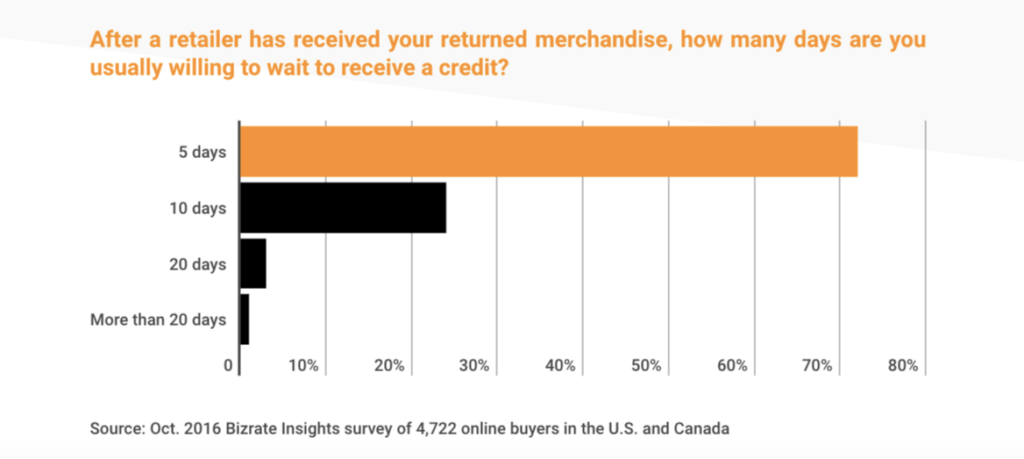 After a retailer has received your returned merchandise, how many days are you
usually willing to wait to receive a credit?
5 days
10 days
20 days
More than 20 days
0 10% 20% 30% 40% 50% 60% 70% 80%
Source: Oct. 2016 Bizrate Insights survey of 4,722 online buyers in the U.S. and Canada